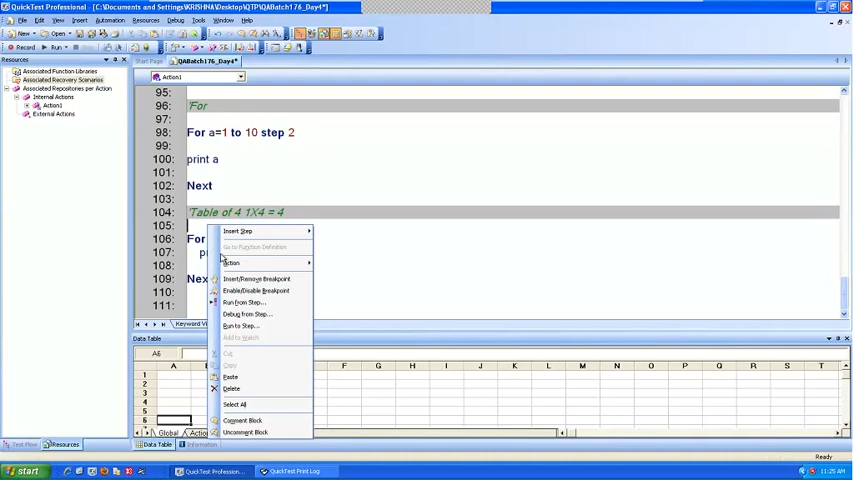 QuickTest Professional - [C:\Documents and Settings\KRISHNA\Desktop\QTP\QABatch176_Day4*]
File Edit View Insert Automation Resources Debug Tools Window Help
New Open
Record Run
Resources
Start Page QABatch176_Day4*
Associated Function Libraries
Associated Recovery Scenarios
Associated Repositories per Action
Internal Actions
Action1
External Actions
Action1
95:
96: 'For
97:
98: For a=1 to 10 step 2
99:
100: print a
101:
102: Next
103:
104: 'Table of 4 1X4 = 4
105:
106: For
107: p
108:
109: Nex
110:
111:
Insert Step
Go to Function Definition
Action
Insert/Remove Breakpoint
Enable/Disable Breakpoint
Run From Step...
Debug from Step...
Run to Step...
Add to Watch
Cut
Copy
Paste
Delete
Select All
Comment Block
Uncomment Block
Keyword Vi
Data Table
A6
A B F G H I J K L M N O P Q R S T
1
2
3
4
5
6
Global Action
Test Flow Resources Data Table Information
Ready
start QuickTest Profession... QuickTest Print Log 11:25 AM